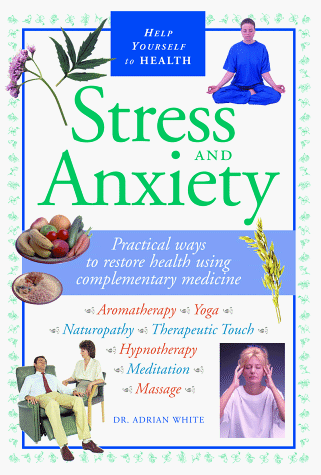 HELP
YOURSELF
to HEALTH
Stress
AND
Anxiety
Practical ways
to restore health using
complementary medicine
Aromatherapy Yoga
Naturopathy Therapeutic Touch
Hypnotherapy
Meditation
Massage
DR. ADRIAN WHITE